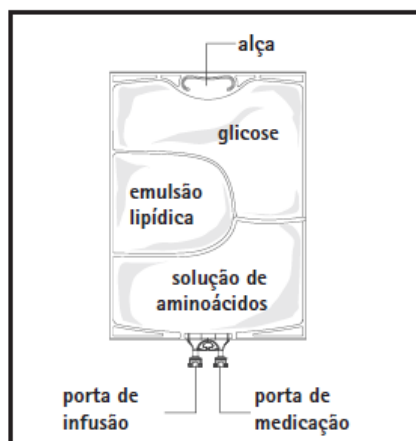 alça
glicose
emulsão
lipídica
solução de
aminoácidos
porta de
infusão
porta de
medicação